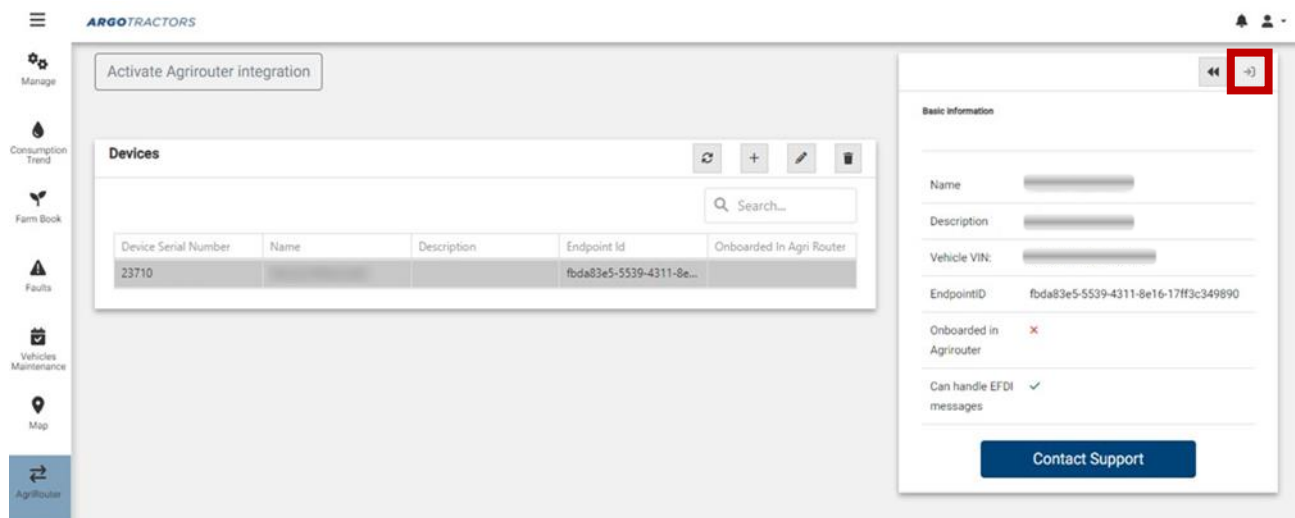 ARGOTRACTORS
Manage
Consumption
Trend
Farm Book
Faults
Vehicles
Maintenance
Map
AgriRouter
Activate Agrirouter integration
Devices
Search...
Device Serial Number Name Description Endpoint Id Onboarded In Agri Router
23710 fbda83e5-5539-4311-8e...
Basic information
Name
Description
Vehicle VIN:
EndpointID fbda83e5-5539-4311-8e16-17ff3c349890
Onboarded in
Agrirouter
Can handle EFDI
messages
Contact Support